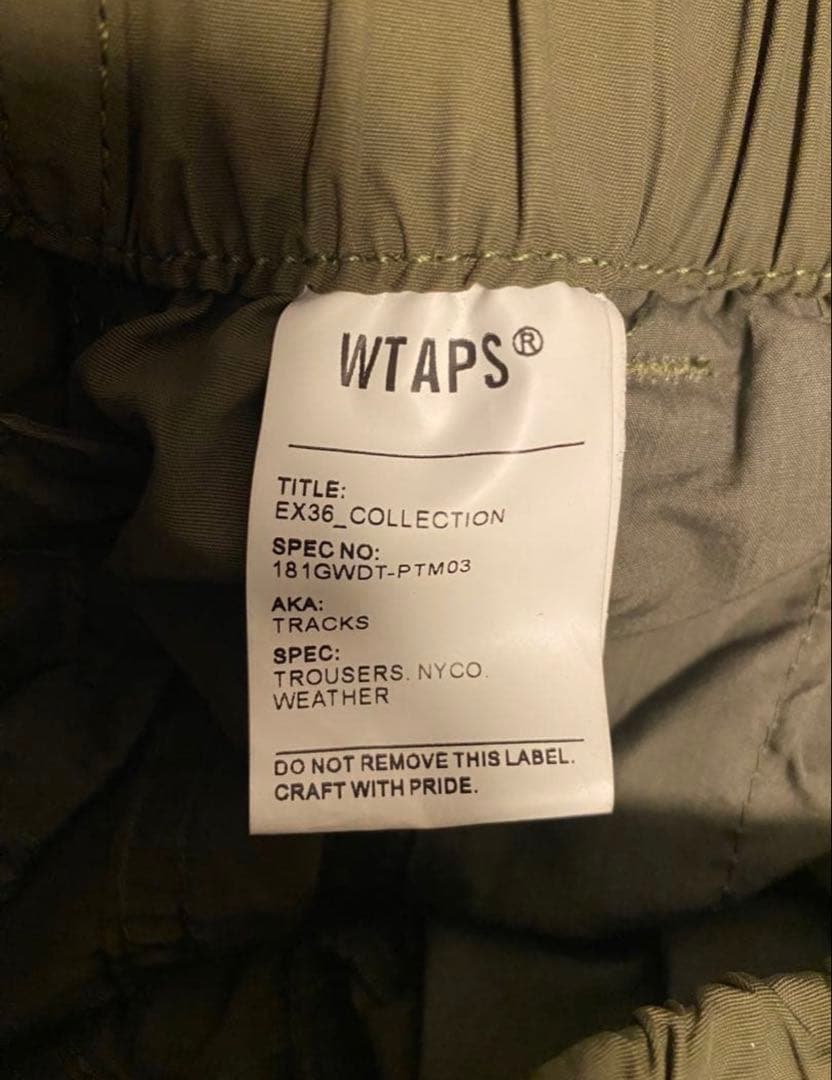 WTAPS®
TITLE:
EX36_COLLECTION
SPEC NO:
181GWDT-PTM03
AKA:
TRACKS
SPEC:
TROUSERS. NYCO.
WEATHER
DO NOT REMOVE THIS LABEL.
CRAFT WITH PRIDE.